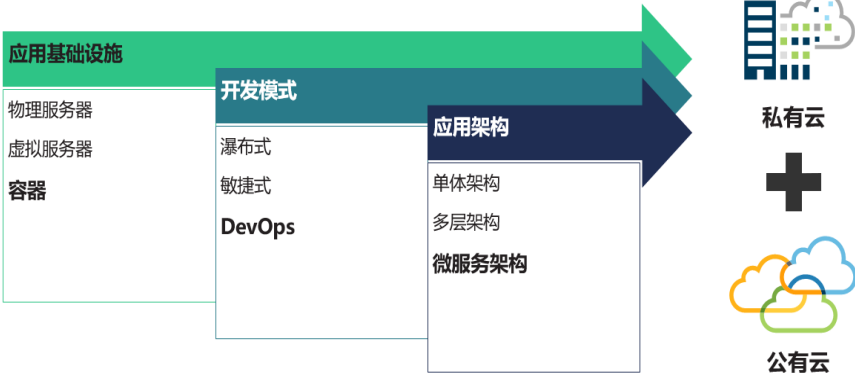 应用基础设施
物理服务器
虚拟服务器
容器
开发模式
瀑布式
敏捷式
DevOps
应用架构
单体架构
多层架构
微服务架构
私有云
公有云